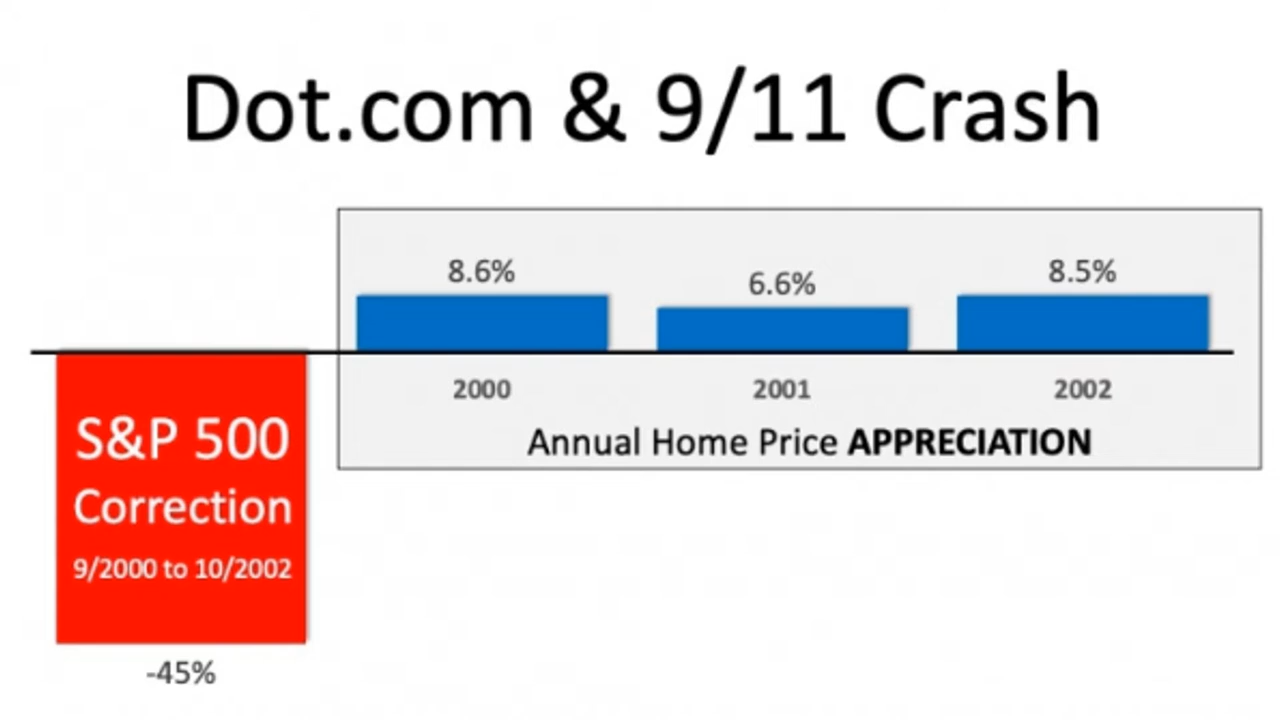 Dot.com & 9/11 Crash
8.6%
6.6%
8.5%
2000
2001
2002
Annual Home Price APPRECIATION
S&P 500
Correction
9/2000 to 10/2002
-45%